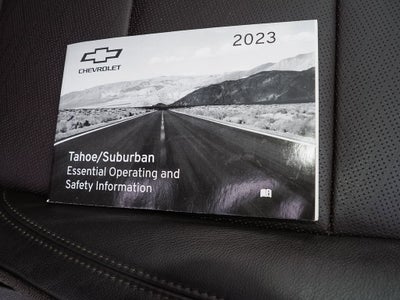 2023
CHEVROLET
Tahoe/Suburban
Essential Operating and
Safety Information